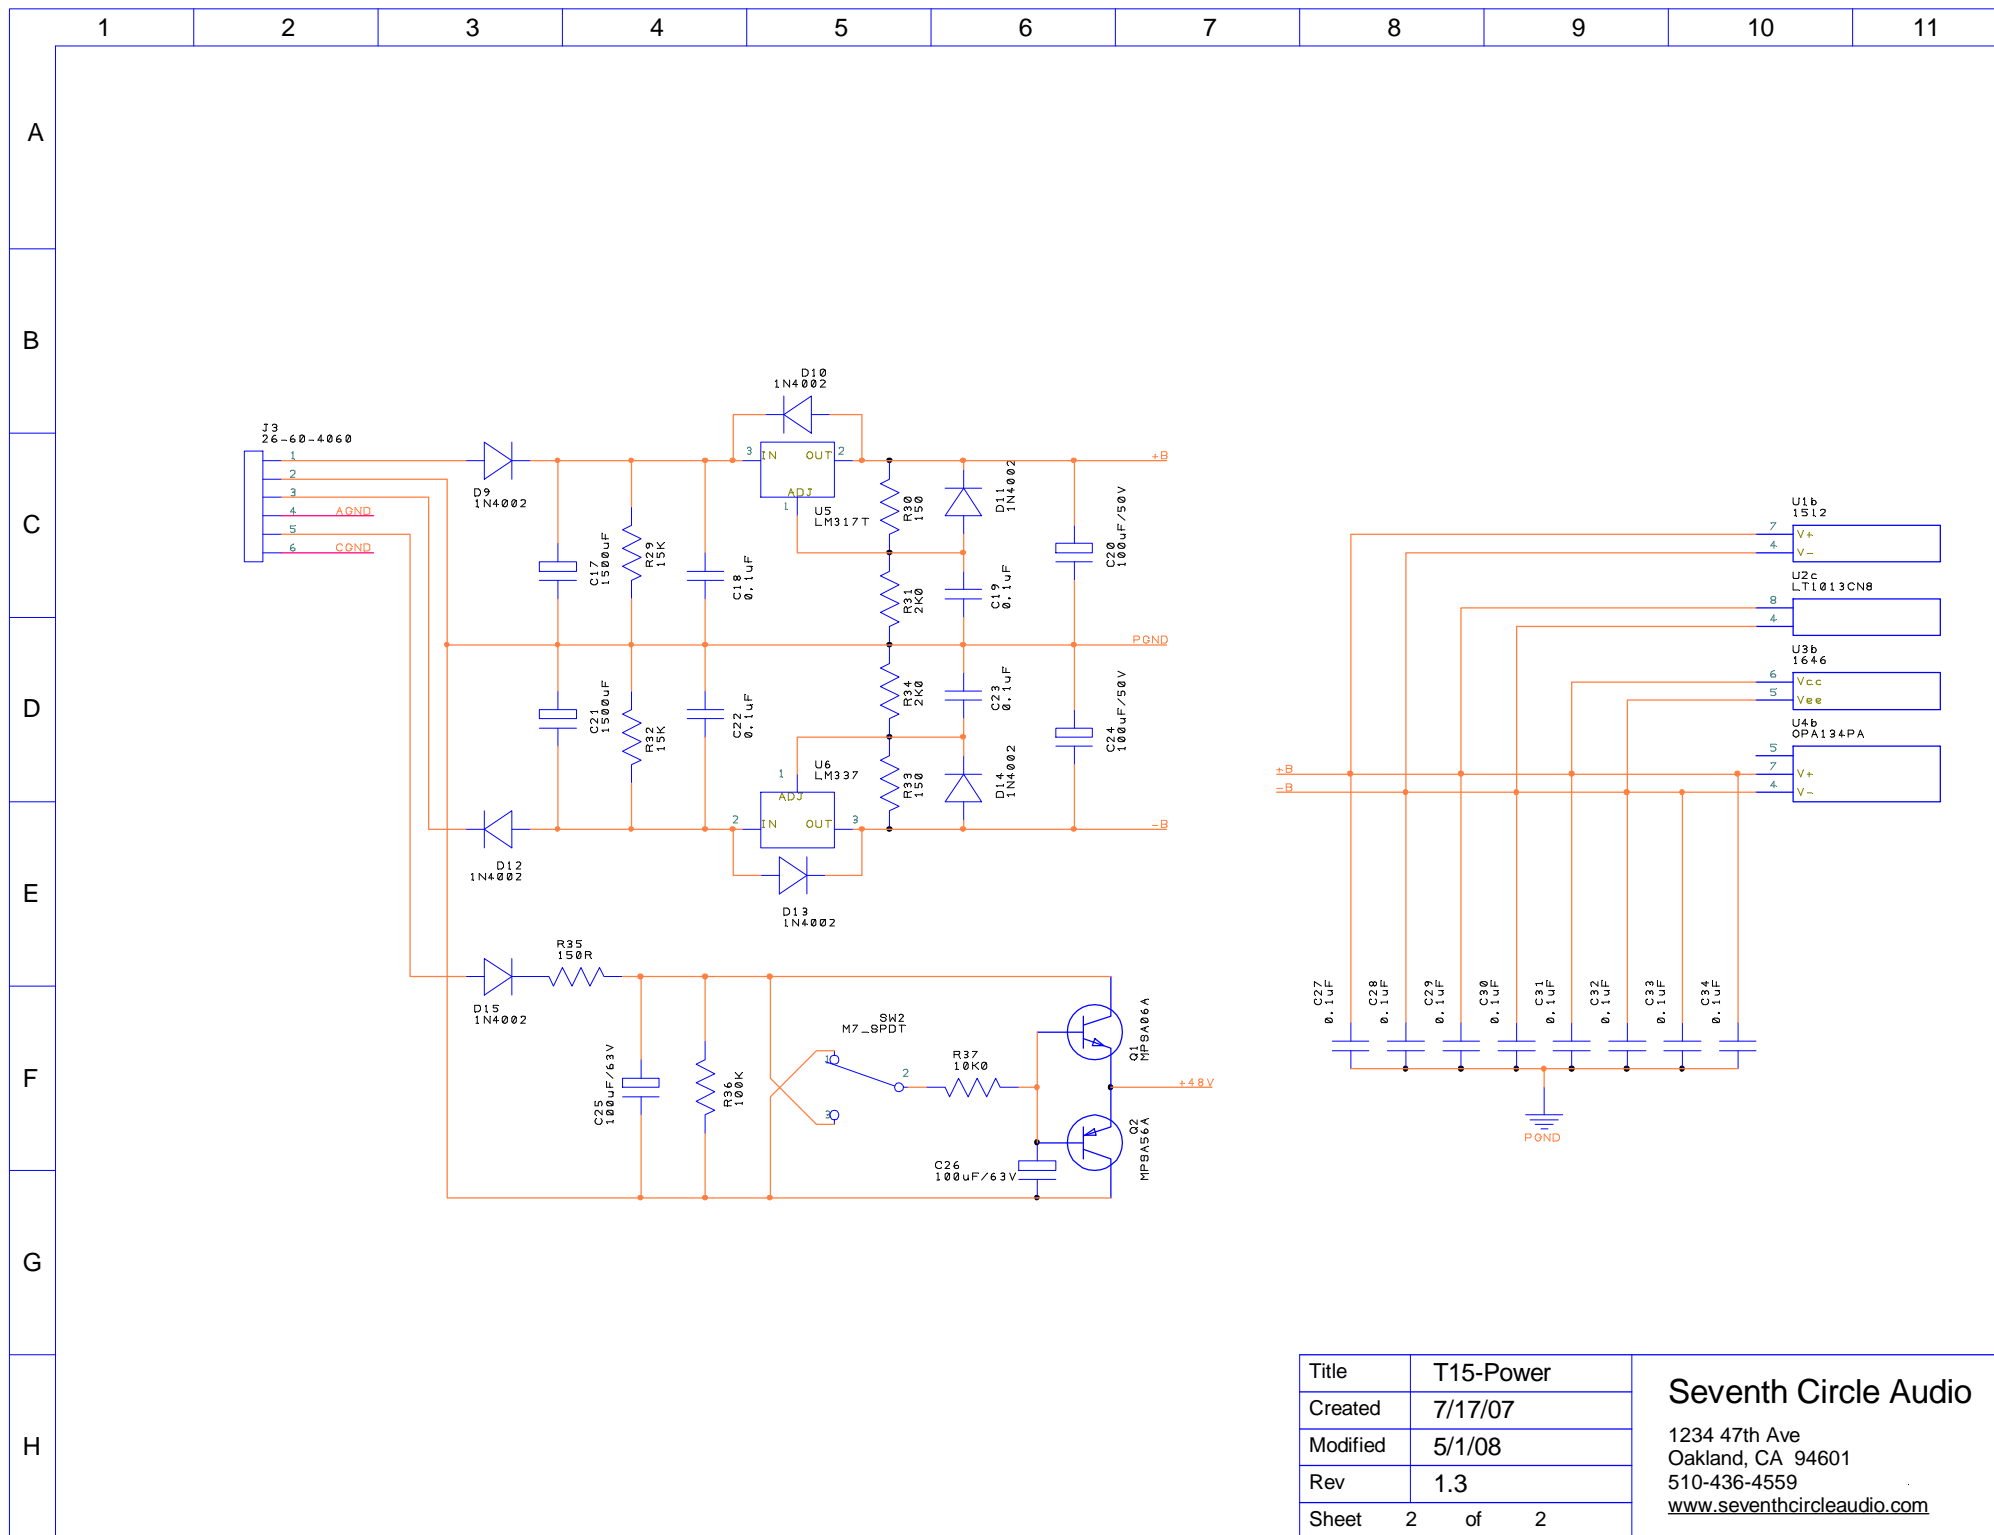 1 2 3 4 5 6 7 8 9 10 11
A
B
C
D
E
F
G
H
J3
26-60-4060
1
2
3
4 AGND
5
6 CGND
D9
1N4002
D10
1N4002
3 IN OUT 2
ADJ
1
U5
LM317T
C17
1500uF
R29
15K
C18
0.1uF
R30
150
R31
2K0
D11
1N4002
C19
0.1uF
C20
100uF/50V
+B
PGND
C21
1500uF
R32
15K
C22
0.1uF
R34
2K0
R33
150
C23
0.1uF
D14
1N4002
C24
100uF/50V
1
U6
LM337
ADJ
2 IN OUT 3
-B
D12
1N4002
D13
1N4002
D15
1N4002
R35
150R
C25
100uF/63V
R36
100K
SW2
M7_SPDT
1
2
3
R37
10K0
C26
100uF/63V
Q1
MPSA06A
Q2
MPSA56A
+48V
U1b
1512
7 V+
4 V-
U2c
LT1013CN8
8
4
U3b
1646
6 Vcc
5 Vee
U4b
OPA134PA
5
7 V+
4 V-
+B
-B
C27
0.1uF
C28
0.1uF
C29
0.1uF
C30
0.1uF
C31
0.1uF
C32
0.1uF
C33
0.1uF
C34
0.1uF
PGND
Title T15-Power
Created 7/17/07
Modified 5/1/08
Rev 1.3
Sheet 2 of 2
Seventh Circle Audio
1234 47th Ave
Oakland, CA 94601
510-436-4559
www.seventhcircleaudio.com